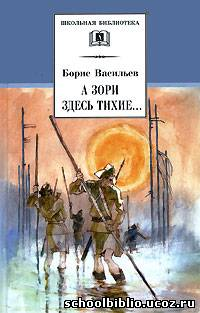 ШКОЛЬНАЯ БИБЛИОТЕКА
Борис Васильев
А ЗОРИ
ЗДЕСЬ ТИХИЕ...
schoolbiblio.ucoz.ru